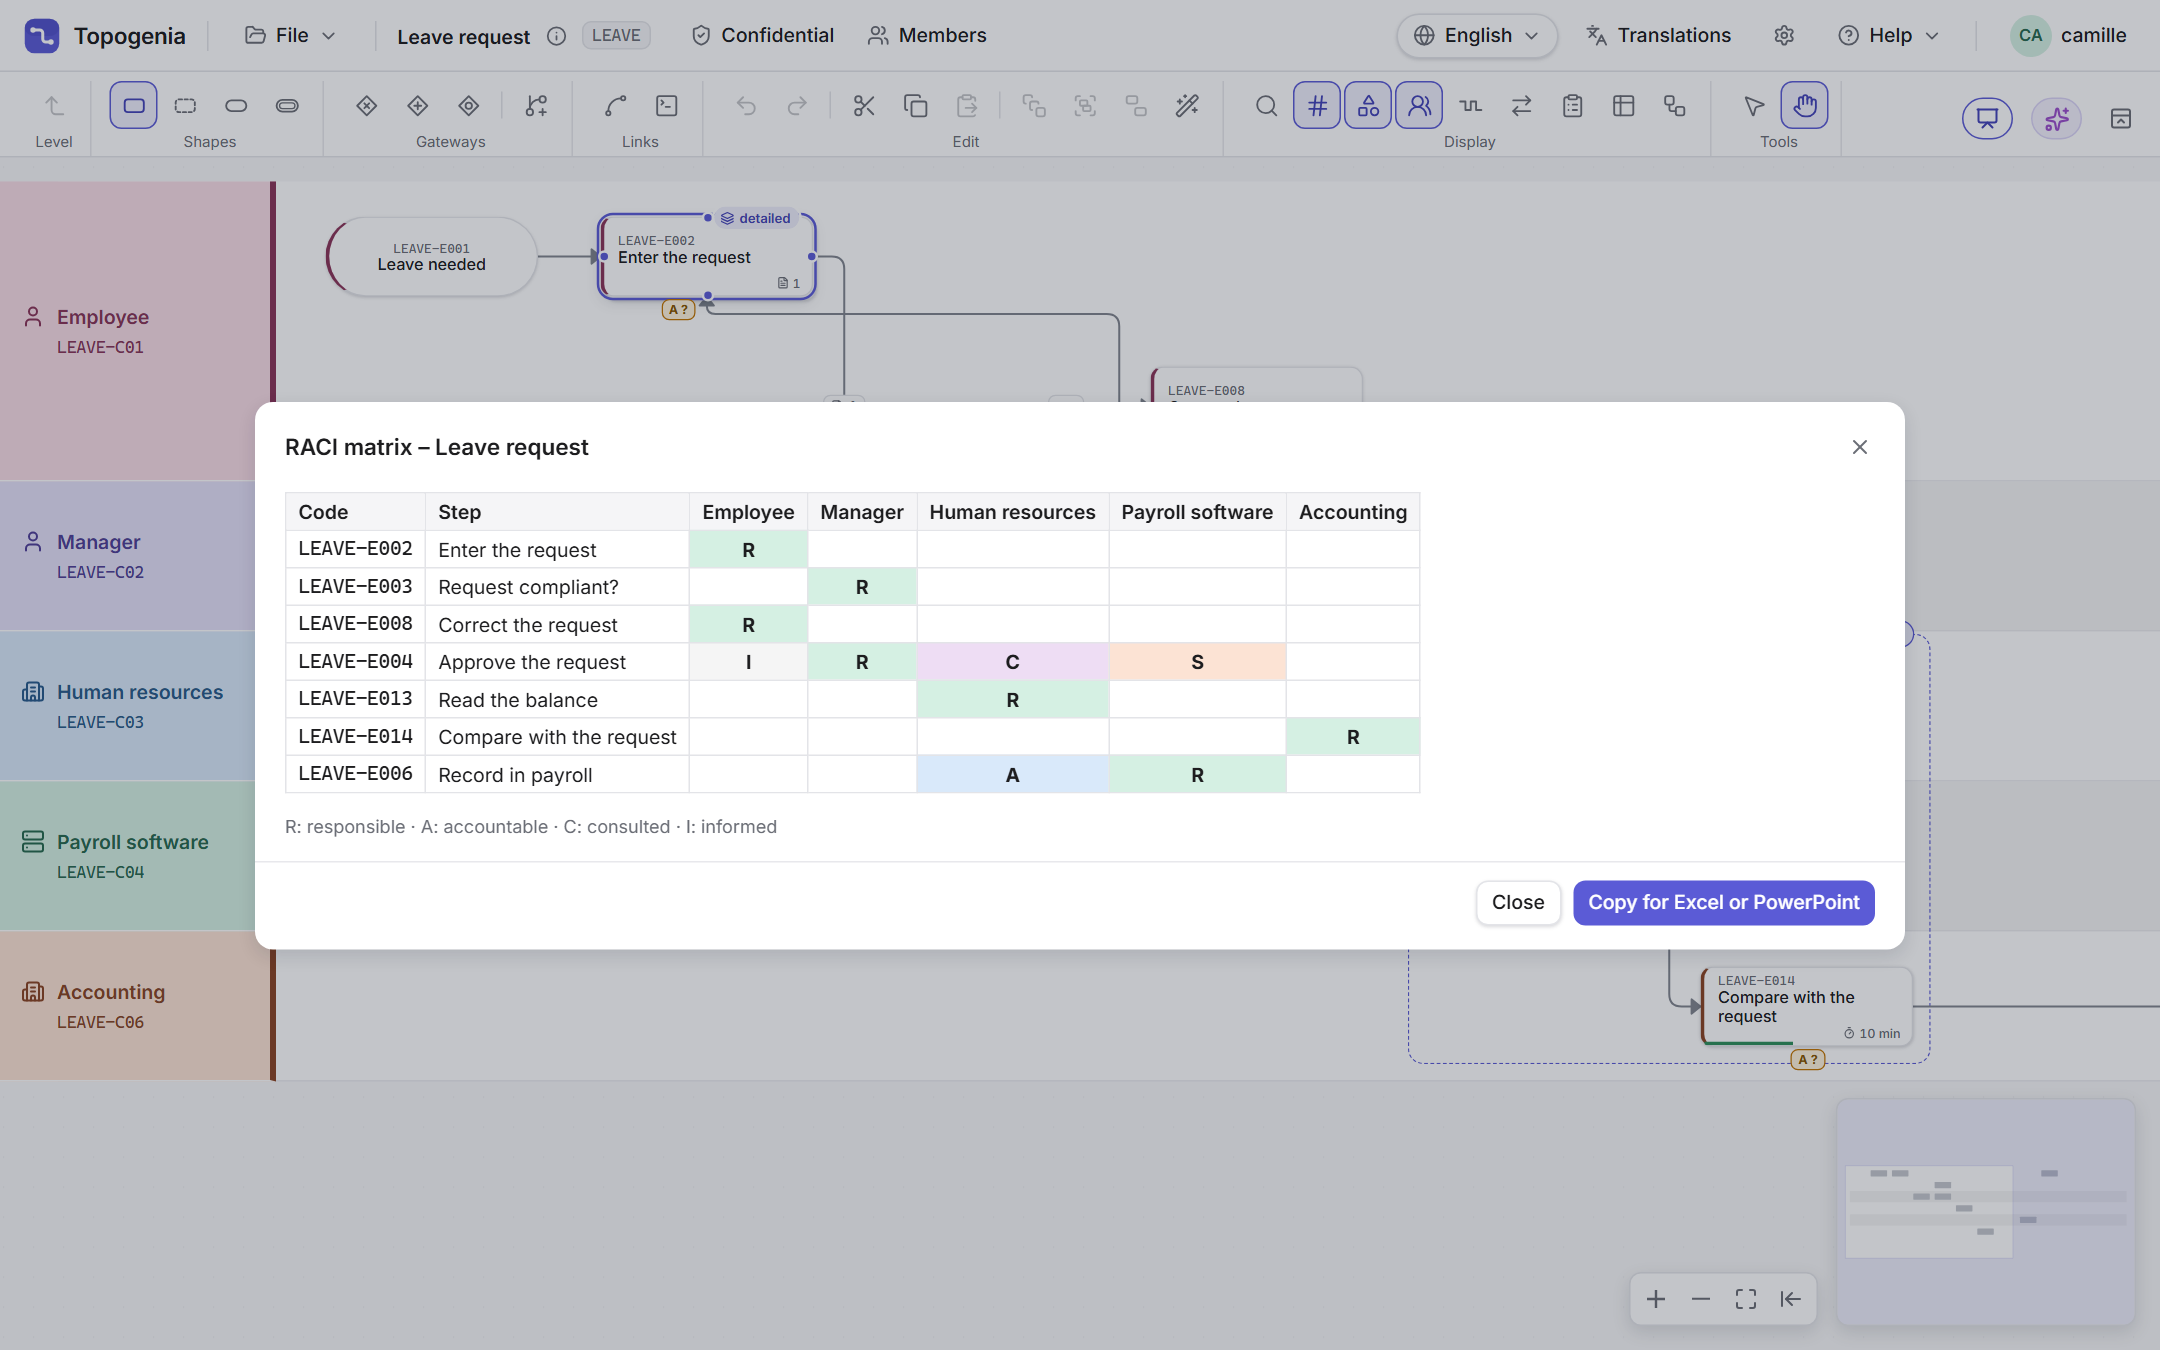 Topogenia File Leave request LEAVE Confidential Members English Translations Help CA camille
Level Shapes Gateways Links Edit Display Tools
LEAVE-E001
Leave needed
detailed
LEAVE-E002
Enter the request
1
A ?
Employee
LEAVE-C01
LEAVE-E008
Manager
LEAVE-C02
Human resources
LEAVE-C03
Payroll software
LEAVE-C04
Accounting
LEAVE-C06
RACI matrix – Leave request
Code Step Employee Manager Human resources Payroll software Accounting
LEAVE-E002 Enter the request R
LEAVE-E003 Request compliant? R
LEAVE-E008 Correct the request R
LEAVE-E004 Approve the request I R C S
LEAVE-E013 Read the balance R
LEAVE-E014 Compare with the request R
LEAVE-E006 Record in payroll A R
R: responsible · A: accountable · C: consulted · I: informed
Close Copy for Excel or PowerPoint
LEAVE-E014
Compare with the
request
10 min
A ?